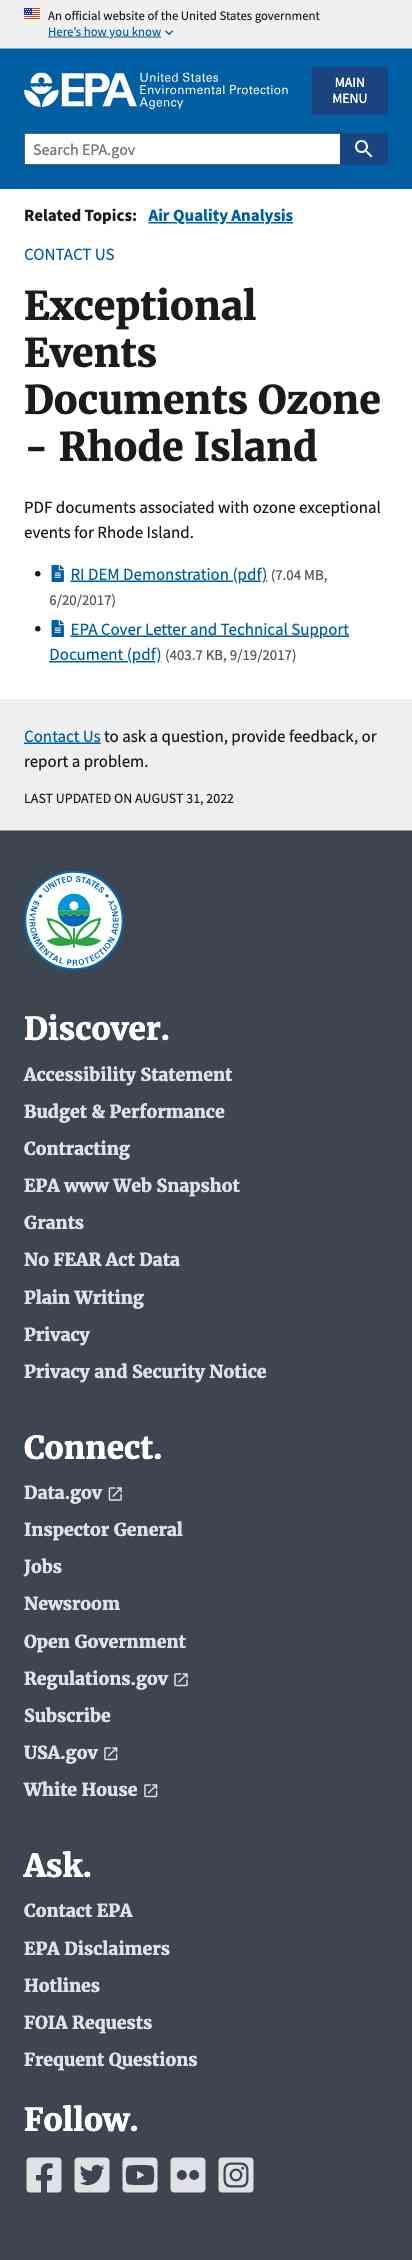 An official website of the United States government
Here's how you know
EPA United States
Environmental Protection
Agency
MAIN
MENU
Search EPA.gov
Related Topics: Air Quality Analysis
CONTACT US
Exceptional
Events
Documents Ozone
- Rhode Island
PDF documents associated with ozone exceptional
events for Rhode Island.
• RI DEM Demonstration (pdf) (7.04 MB,
6/20/2017)
• EPA Cover Letter and Technical Support
Document (pdf) (403.7 KB, 9/19/2017)
Contact Us to ask a question, provide feedback, or
report a problem.
LAST UPDATED ON AUGUST 31, 2022
UNITED STATES
ENVIRONMENTAL PROTECTION AGENCY
Discover.
Accessibility Statement
Budget & Performance
Contracting
EPA www Web Snapshot
Grants
No FEAR Act Data
Plain Writing
Privacy
Privacy and Security Notice
Connect.
Data.gov
Inspector General
Jobs
Newsroom
Open Government
Regulations.gov
Subscribe
USA.gov
White House
Ask.
Contact EPA
EPA Disclaimers
Hotlines
FOIA Requests
Frequent Questions
Follow.